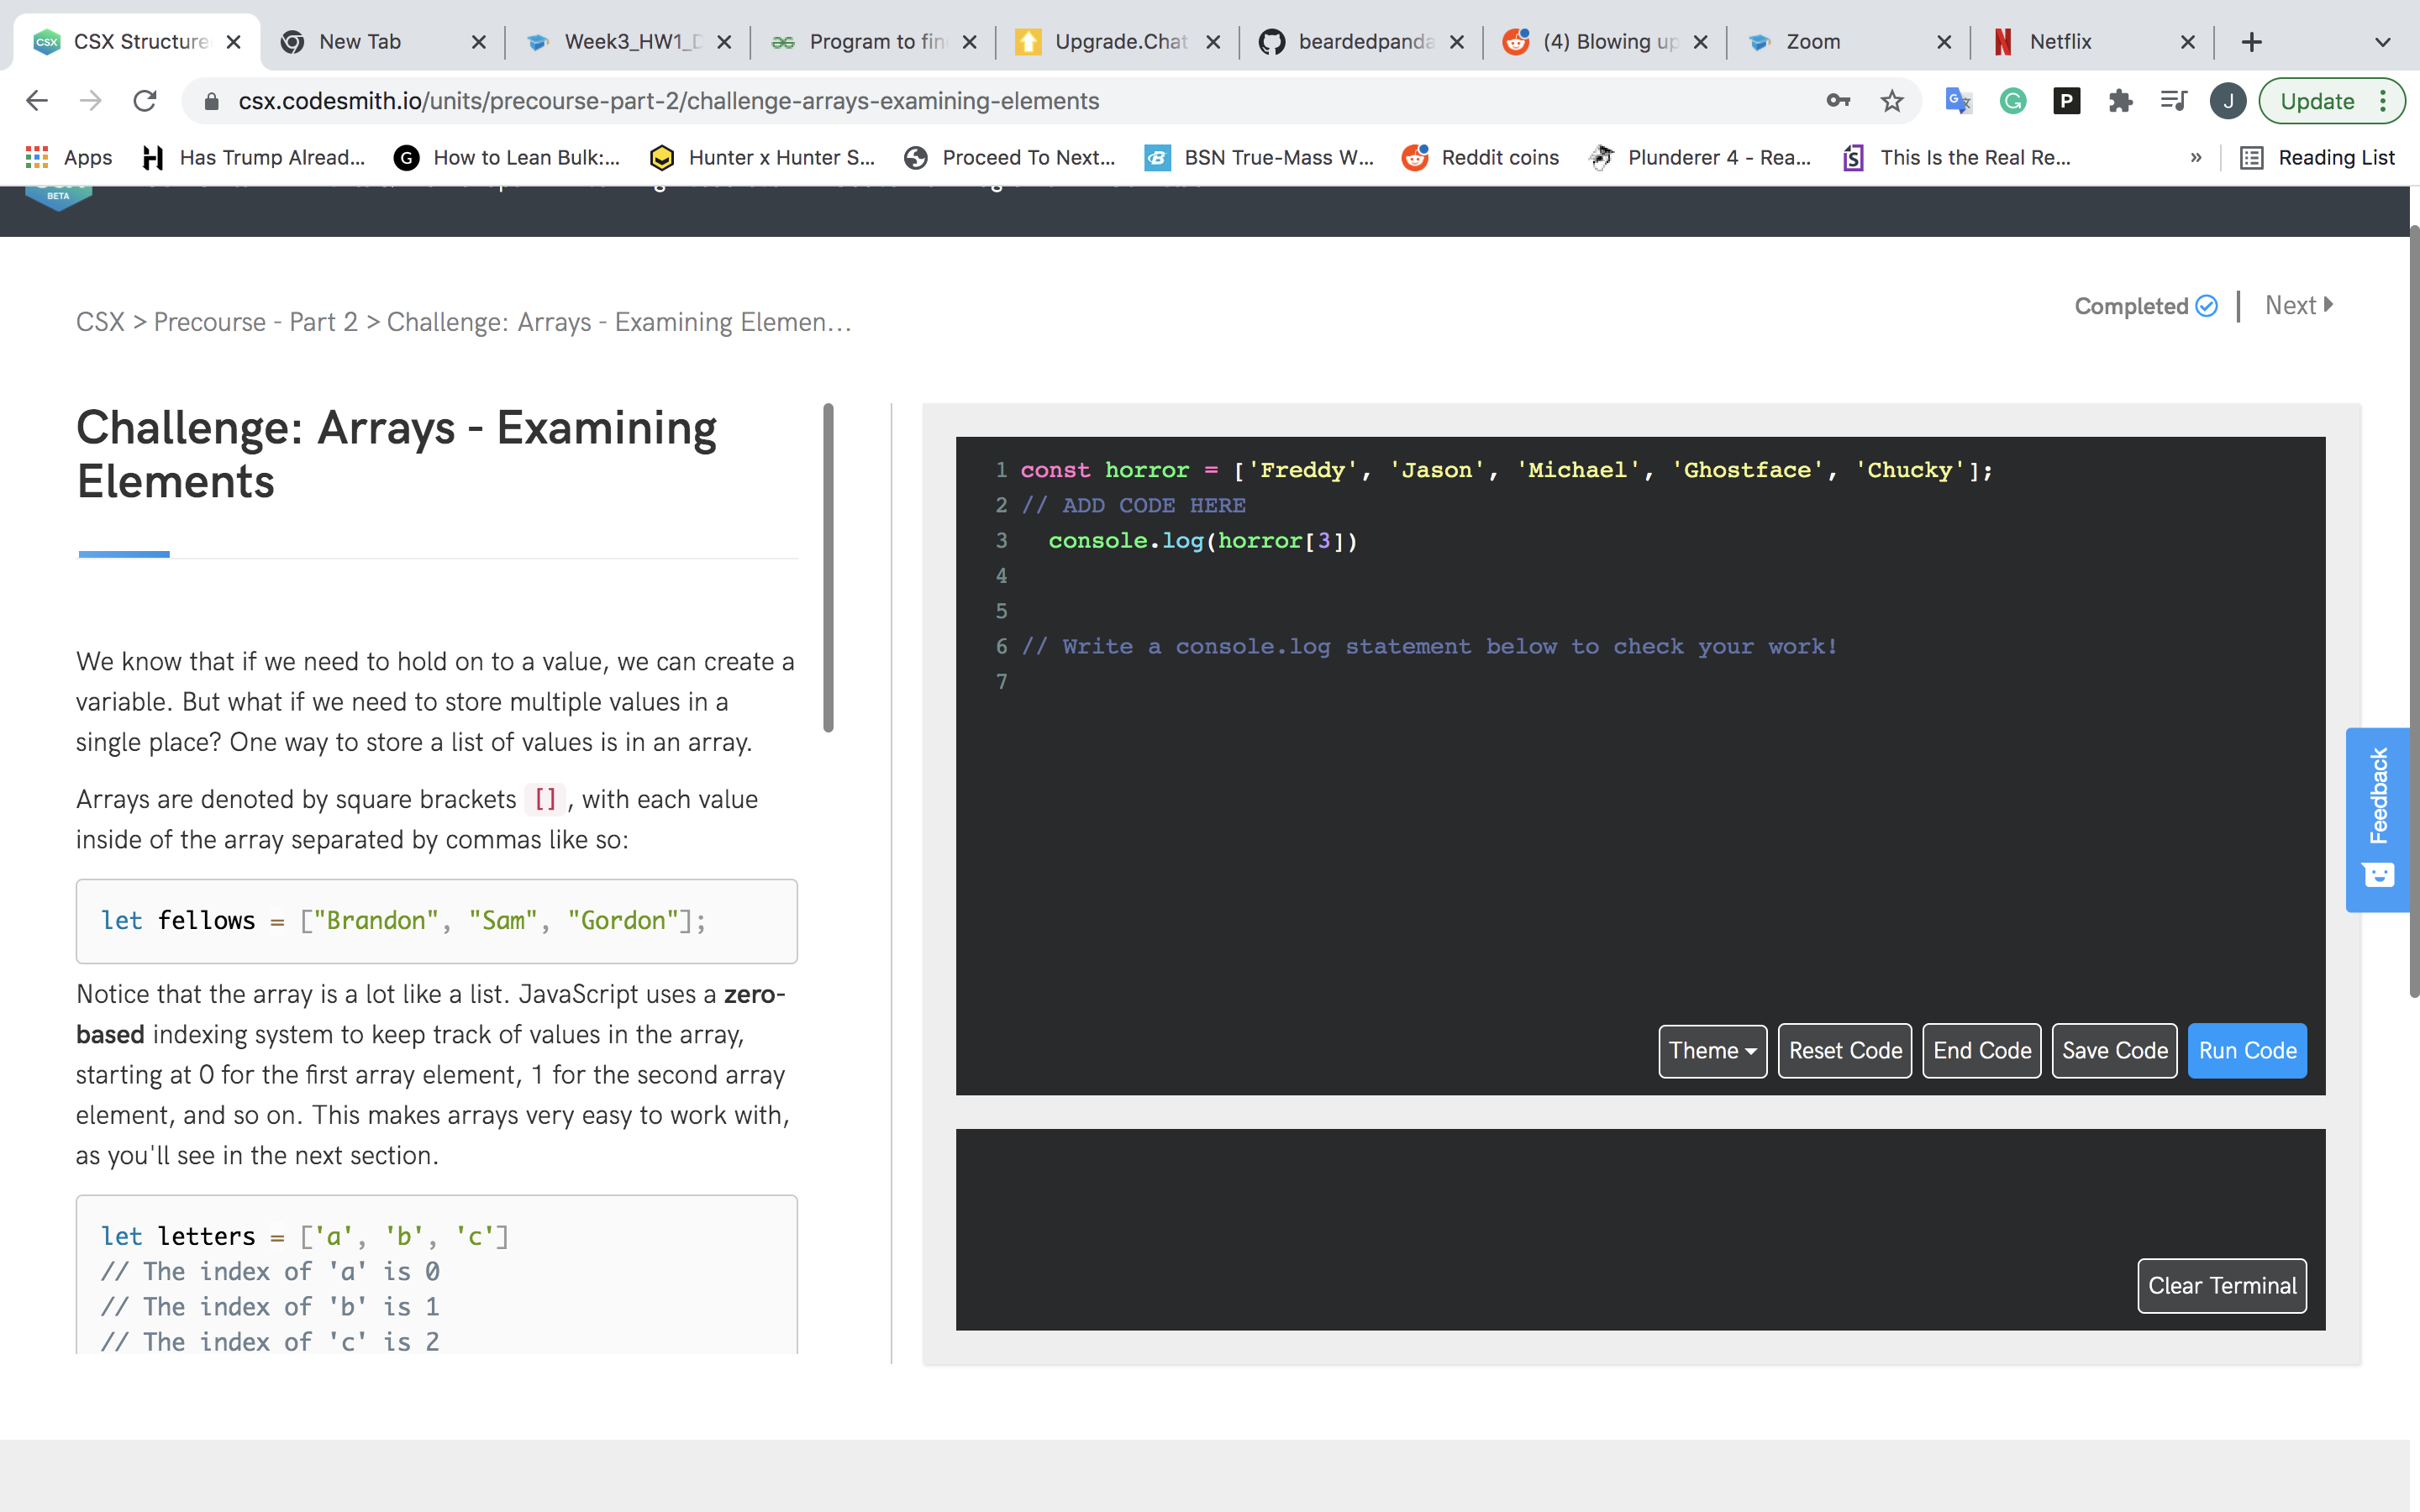 CSX Structure
New Tab
Week3_HW1_D
Program to fin
Upgrade.Chat
beardedpanda
(4) Blowing up
Zoom
Netflix
csx.codesmith.io/units/precourse-part-2/challenge-arrays-examining-elements
P
J
Update
Apps
Has Trump Alread...
How to Lean Bulk:...
Hunter x Hunter S...
Proceed To Next...
BSN True-Mass W...
Reddit coins
Plunderer 4 - Rea...
This Is the Real Re...
»
Reading List
BETA
CSX > Precourse - Part 2 > Challenge: Arrays - Examining Elemen...
Completed
Next
Challenge: Arrays - Examining
Elements
We know that if we need to hold on to a value, we can create a
variable. But what if we need to store multiple values in a
single place? One way to store a list of values is in an array.
Arrays are denoted by square brackets [], with each value
inside of the array separated by commas like so:
let fellows = ["Brandon", "Sam", "Gordon"];
Notice that the array is a lot like a list. JavaScript uses a zero-
based indexing system to keep track of values in the array,
starting at 0 for the first array element, 1 for the second array
element, and so on. This makes arrays very easy to work with,
as you'll see in the next section.
let letters = ['a', 'b', 'c']
// The index of 'a' is 0
// The index of 'b' is 1
// The index of 'c' is 2
1 const horror = ['Freddy', 'Jason', 'Michael', 'Ghostface', 'Chucky'];
2 // ADD CODE HERE
3 console.log(horror[3])
4
5
6 // Write a console.log statement below to check your work!
7
Theme
Reset Code
End Code
Save Code
Run Code
Clear Terminal
Feedback